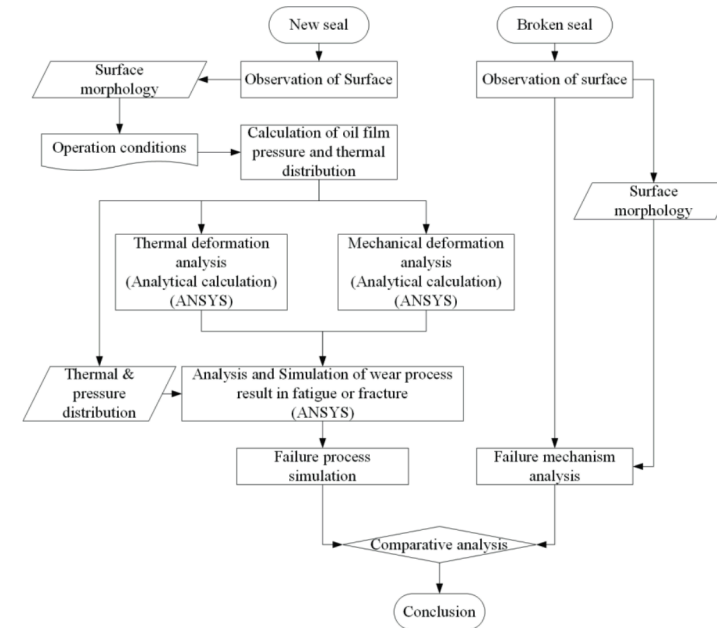 New seal
Broken seal
Surface
morphology
Observation of Surface
Observation of surface
Operation conditions
Calculation of oil film
pressure and thermal
distribution
Surface
morphology
Thermal deformation
analysis
(Analytical calculation)
(ANSYS)
Mechanical deformation
analysis
(Analytical calculation)
(ANSYS)
Thermal &
pressure
distribution
Analysis and Simulation of wear process
result in fatigue or fracture
(ANSYS)
Failure process
simulation
Failure mechanism
analysis
Comparative analysis
Conclusion